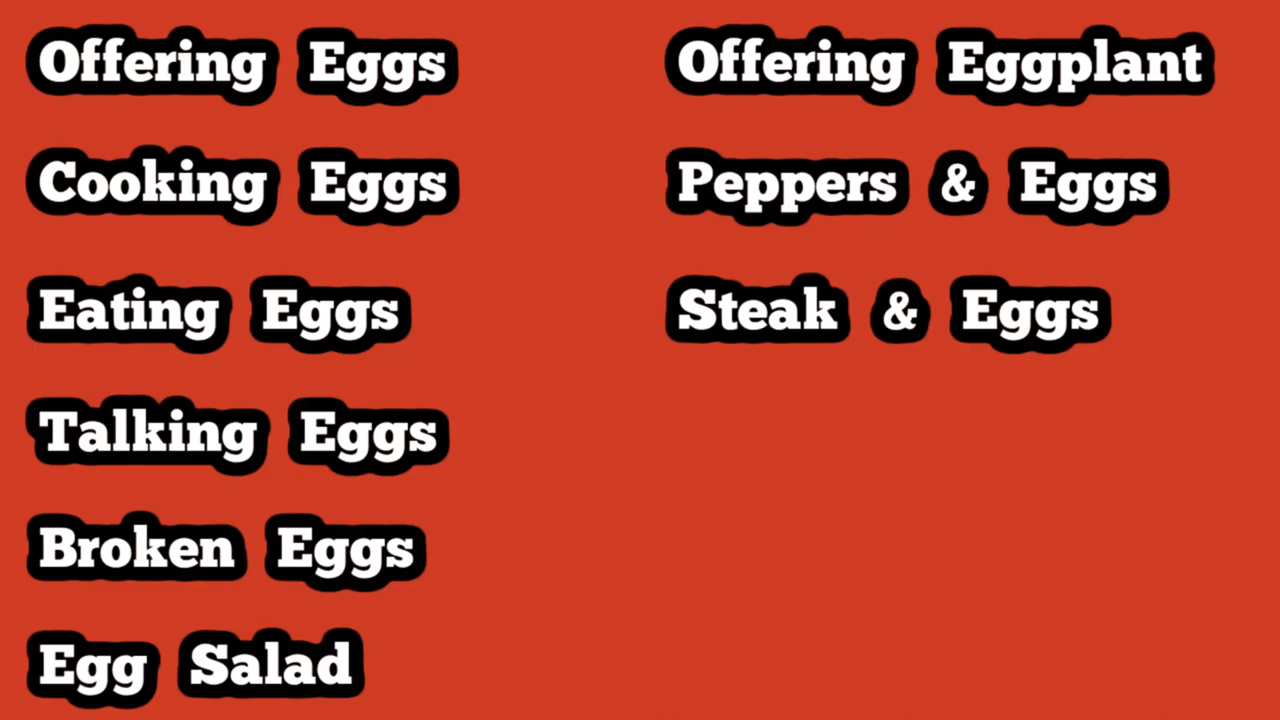 Offering Eggs
Cooking Eggs
Eating Eggs
Talking Eggs
Broken Eggs
Egg Salad
Offering Eggplant
Peppers & Eggs
Steak & Eggs